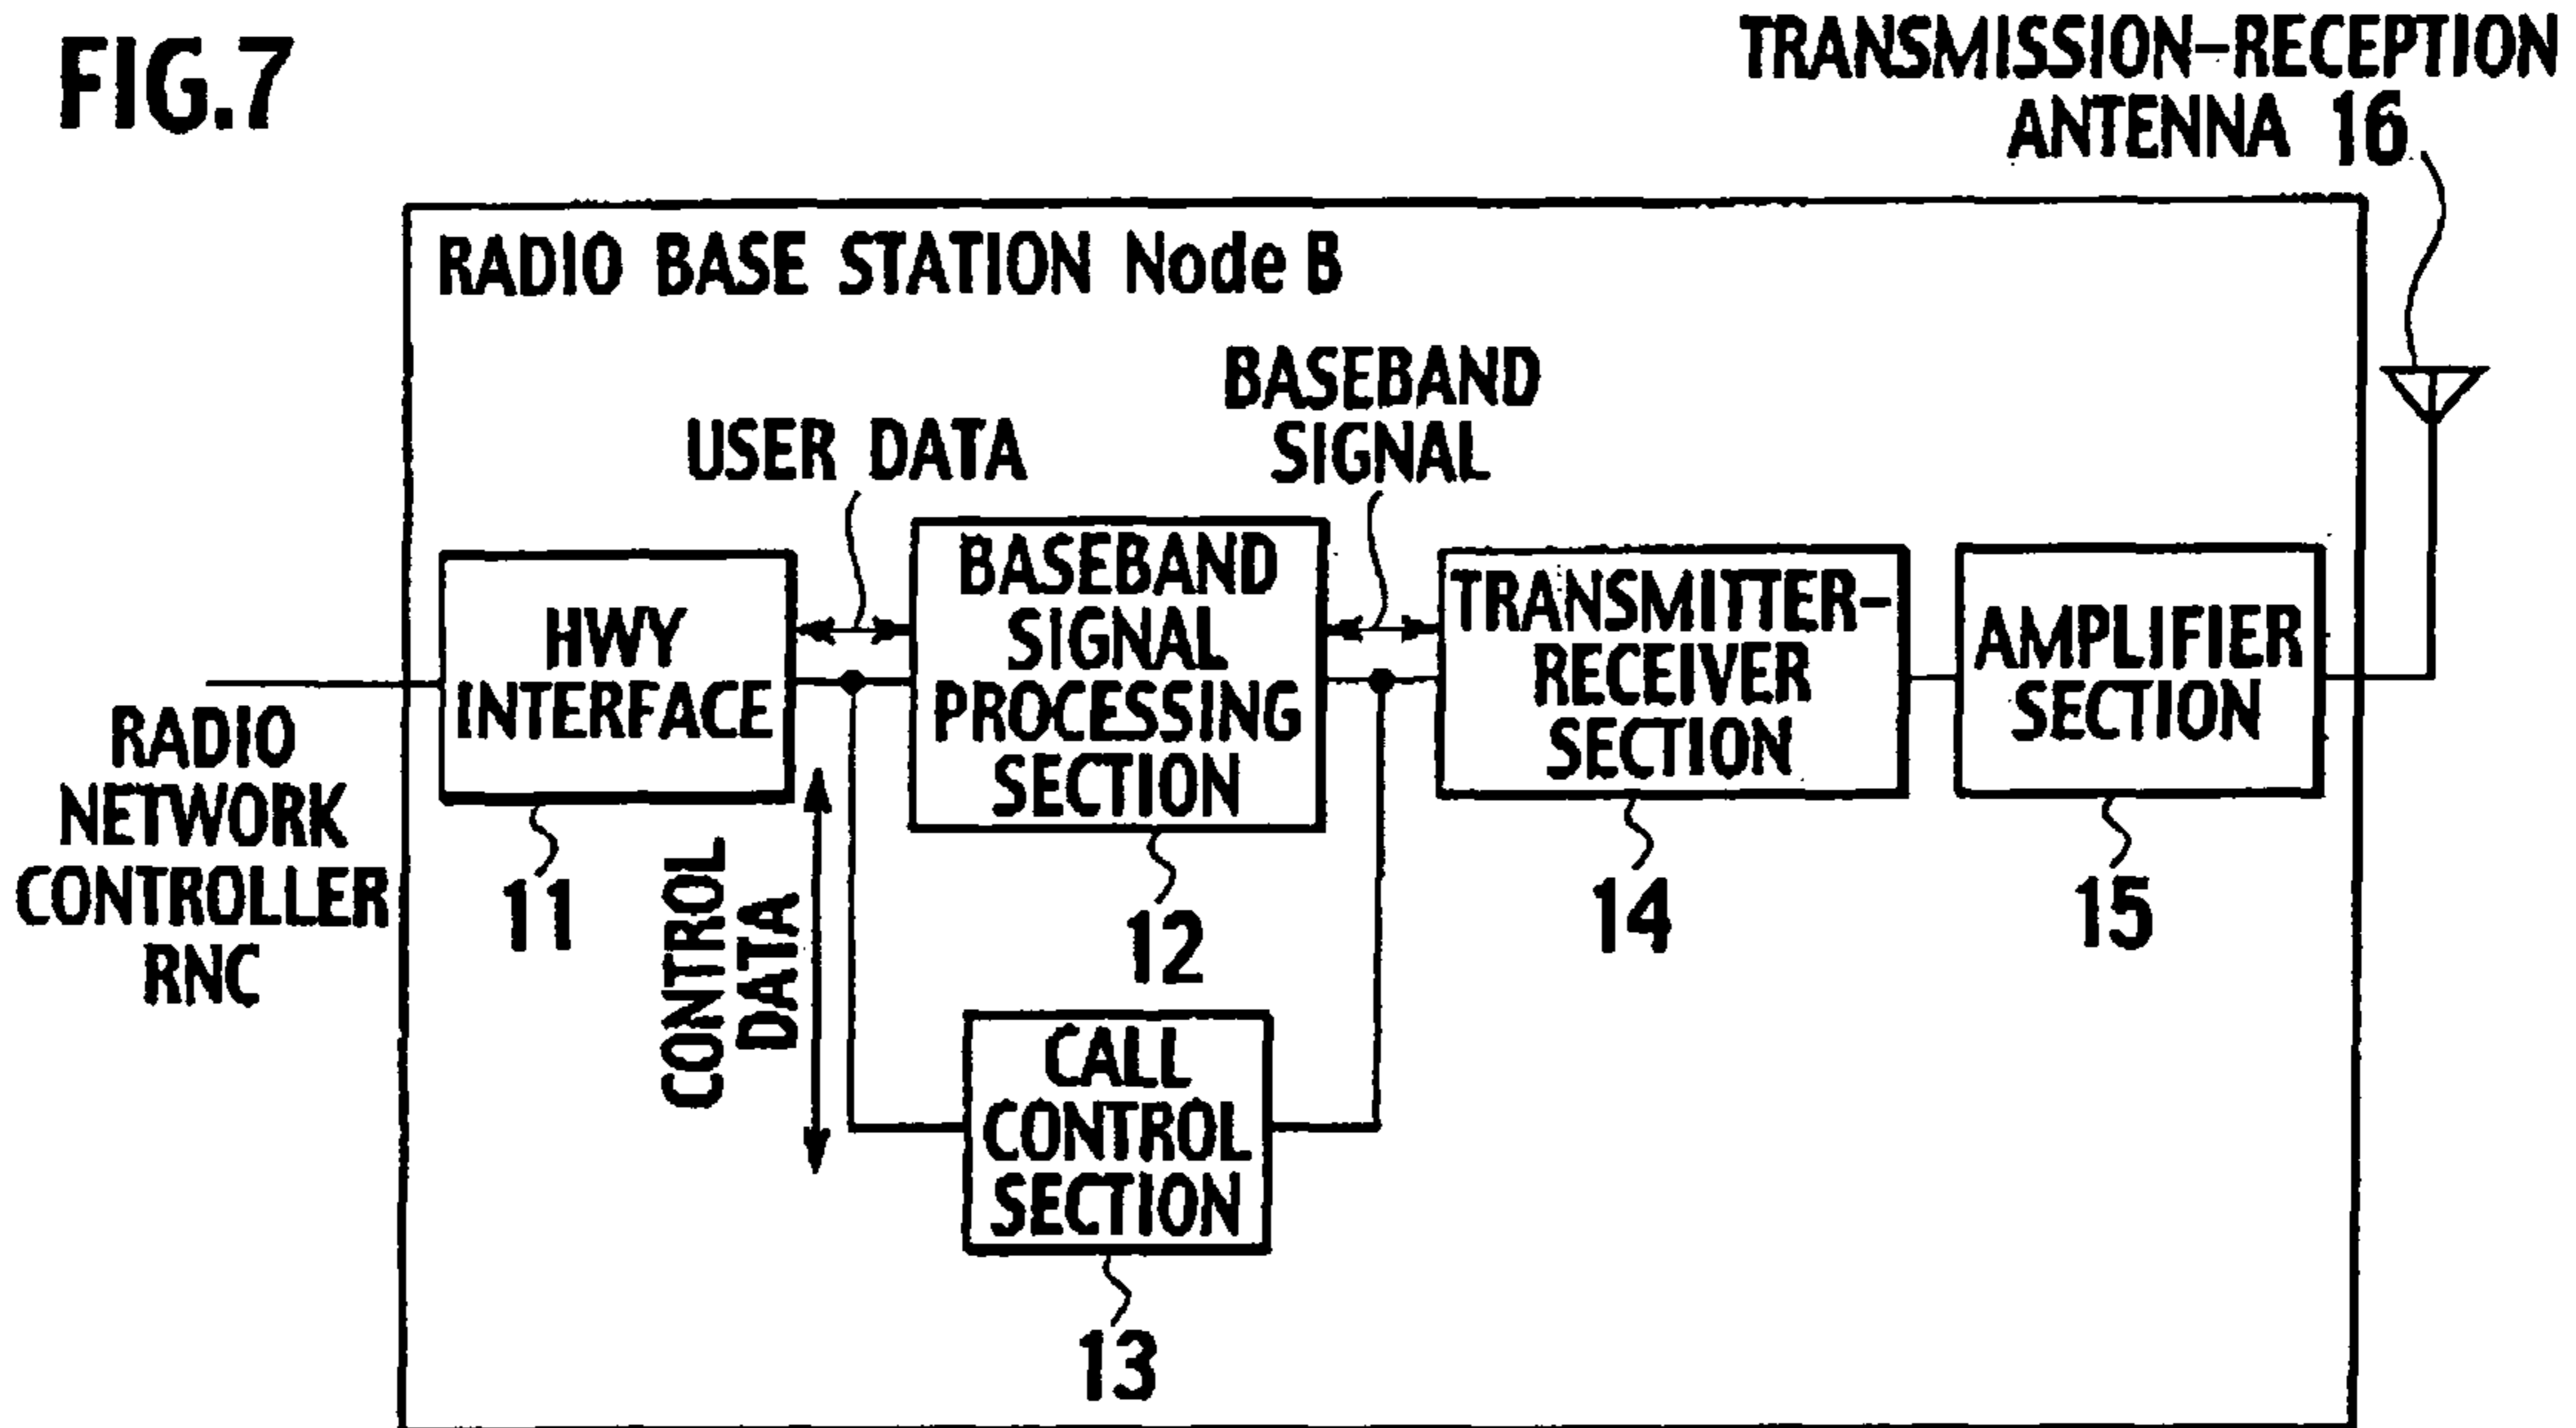 FIG.7
TRANSMISSION-RECEPTION
ANTENNA 16
RADIO BASE STATION Node B
USER DATA
BASEBAND
SIGNAL
HWY
INTERFACE
BASEBAND
SIGNAL
PROCESSING
SECTION
TRANSMITTER-
RECEIVER
SECTION
AMPLIFIER
SECTION
RADIO
NETWORK
CONTROLLER
RNC
11
CONTROL
DATA
12
14
15
CALL
CONTROL
SECTION
13